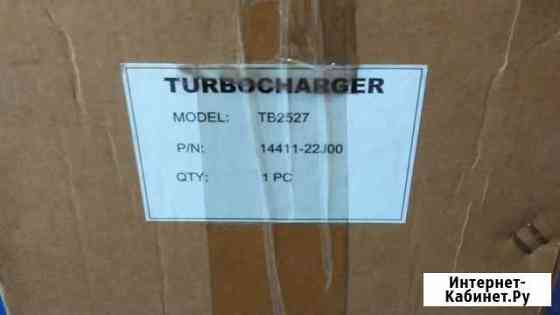 TURBOCHARGER
MODEL: TB2527
P/N: 14411-22J00
QTY: 1 PC
Интернет-
Кабинет.Ру